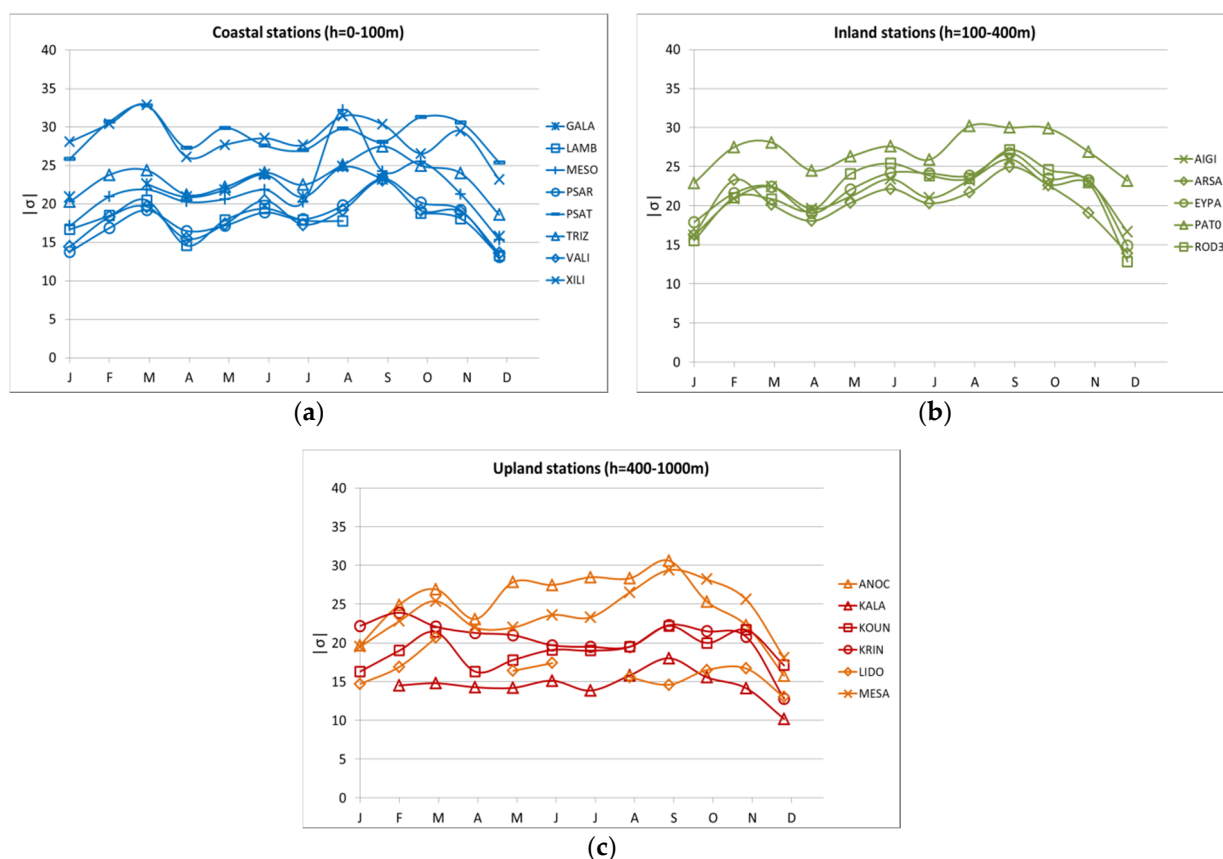 Coastal stations (h=0-100m)
40
35
30
25
20
15
10
5
0
|σ|
J F M A M J J A S O N D
GALA
LAMB
MESO
PSAR
PSAT
TRIZ
VALI
XILI
(a)
Inland stations (h=100-400m)
40
35
30
25
20
15
10
5
0
|σ|
J F M A M J J A S O N D
AIGI
ARSA
EYPA
PAT0
ROD3
(b)
Upland stations (h=400-1000m)
40
35
30
25
20
15
10
5
0
|σ|
J F M A M J J A S O N D
ANOC
KALA
KOUN
KRIN
LIDO
MESA
(c)